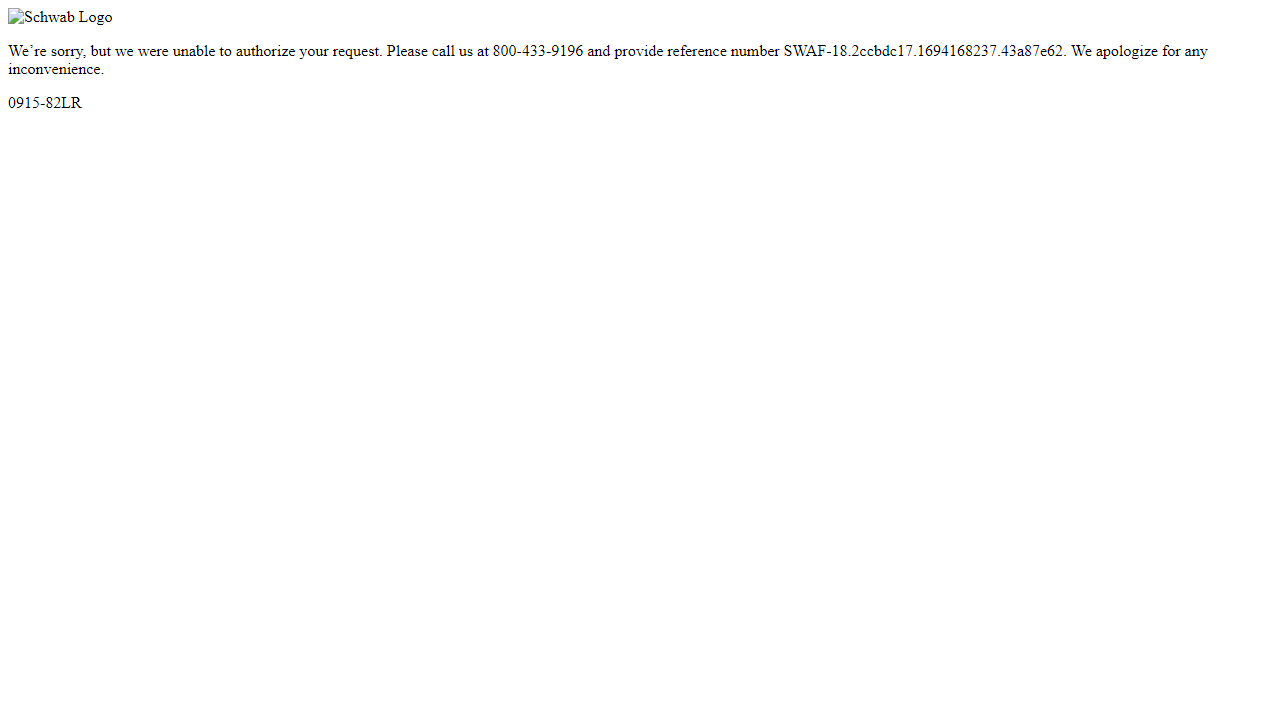 Schwab Logo
We’re sorry, but we were unable to authorize your request. Please call us at 800-433-9196 and provide reference number SWAF-18.2ccbdc17.1694168237.43a87e62. We apologize for any
inconvenience.
0915-82LR